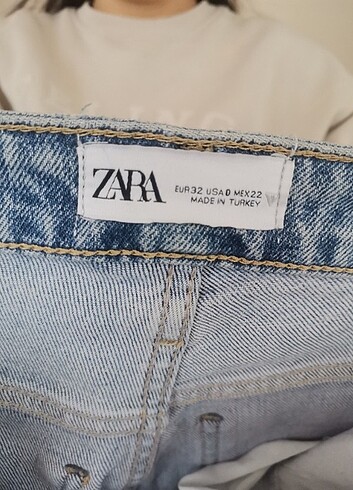 ZARA
EUR 32 USA 0 MEX 22
MADE IN TURKEY